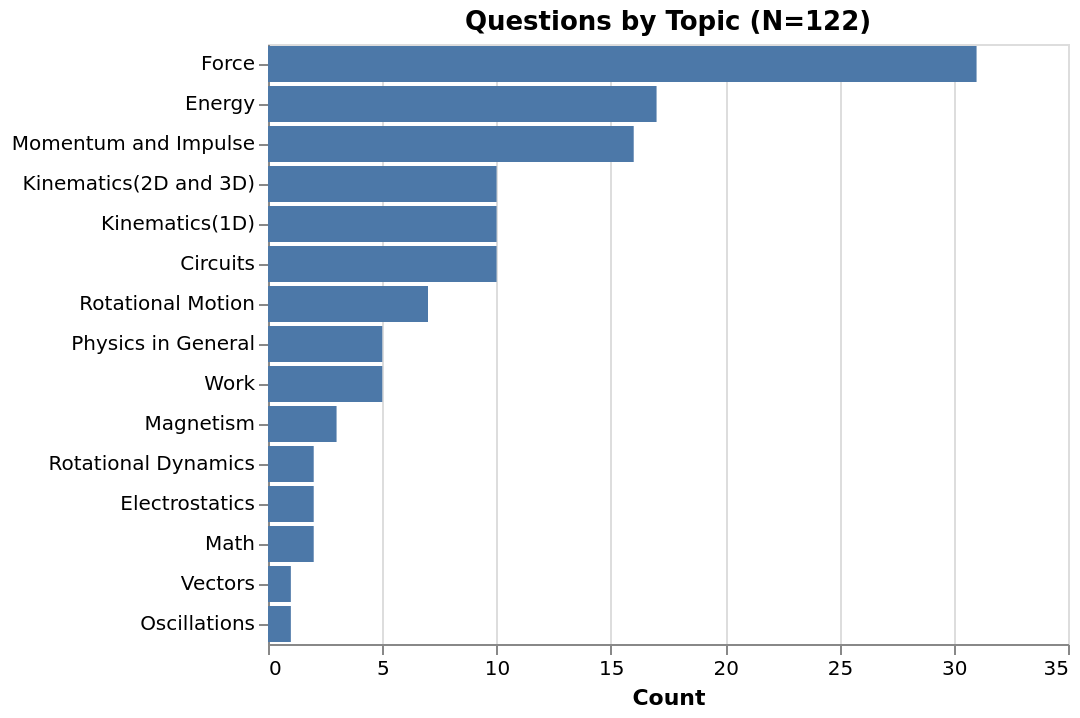 Questions by Topic (N=122)
Force
Energy
Momentum and Impulse
Kinematics(2D and 3D)
Kinematics(1D)
Circuits
Rotational Motion
Physics in General
Work
Magnetism
Rotational Dynamics
Electrostatics
Math
Vectors
Oscillations
0 5 10 15 20 25 30 35
Count